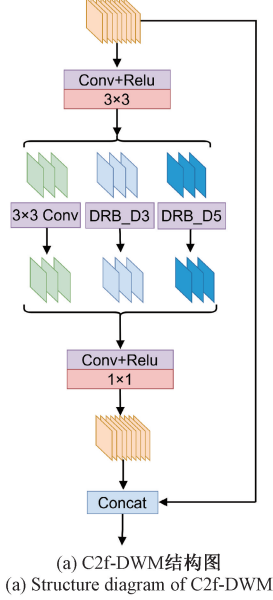 Conv+Relu
3×3
3×3 Conv DRB_D3 DRB_D5
Conv+Relu
1×1
Concat
(a) C2f-DWM结构图
(a) Structure diagram of C2f-DWM